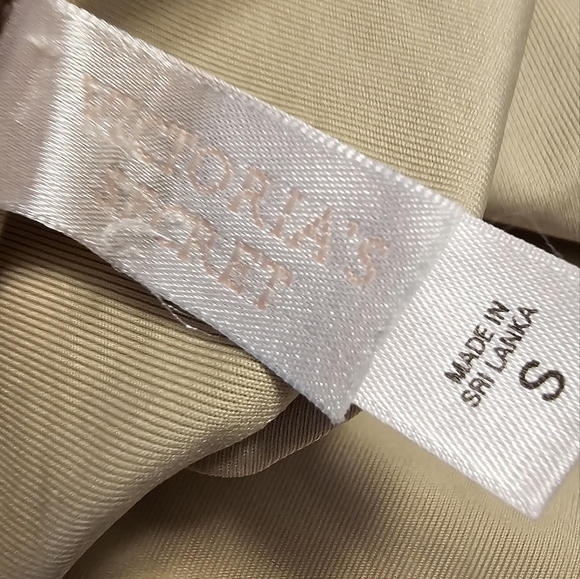 VICTORIA'S
SECRET
MADE IN
SRI LANKA
S